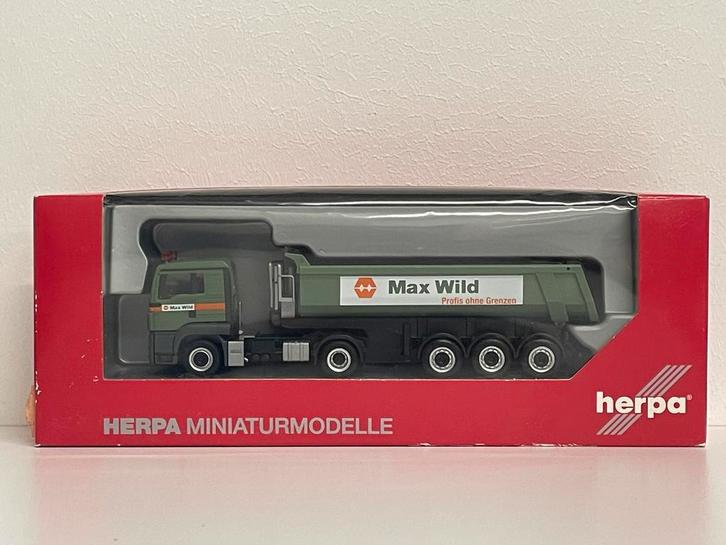 Max Wild
Profis ohne Grenzen
Max Wild
herpa®
HERPA MINIATURMODELLE